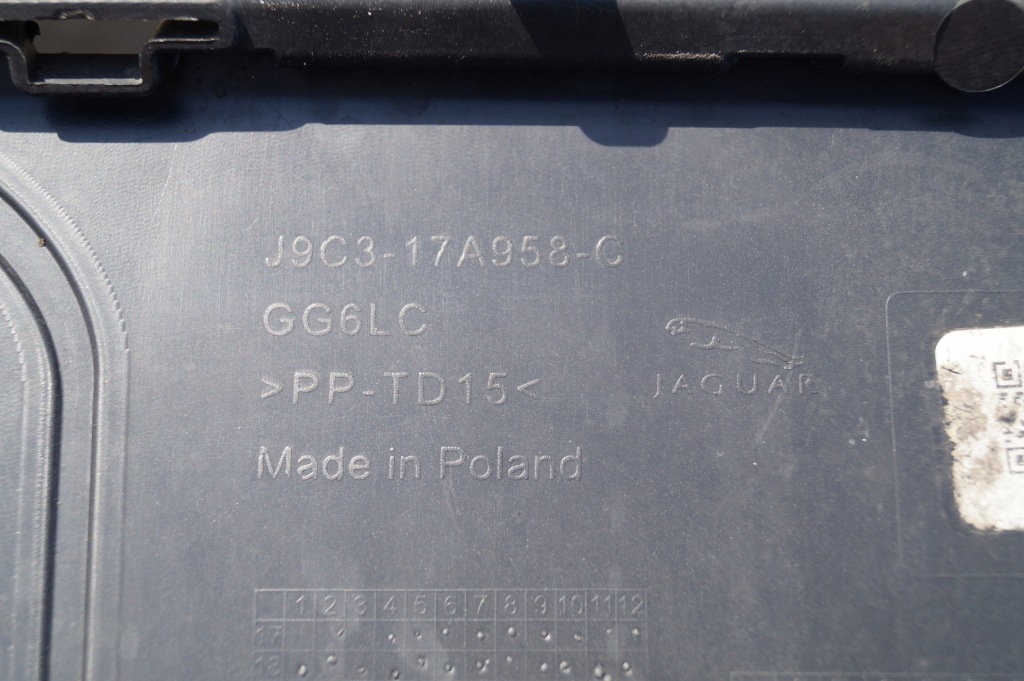 J9C3-17A958-C
GG6LC
>PP-TD15<
JAGUAR
Made in Poland
1 2 3 4 5 6 7 8 9 10 11 12
17
18